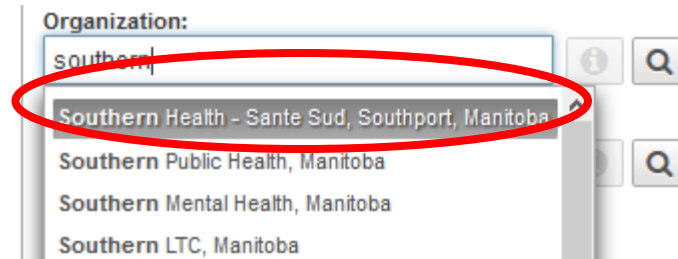 Organization:
southern
Southern Health - Sante Sud, Southport, Manitoba
Southern Public Health, Manitoba
Southern Mental Health, Manitoba
Southern LTC, Manitoba